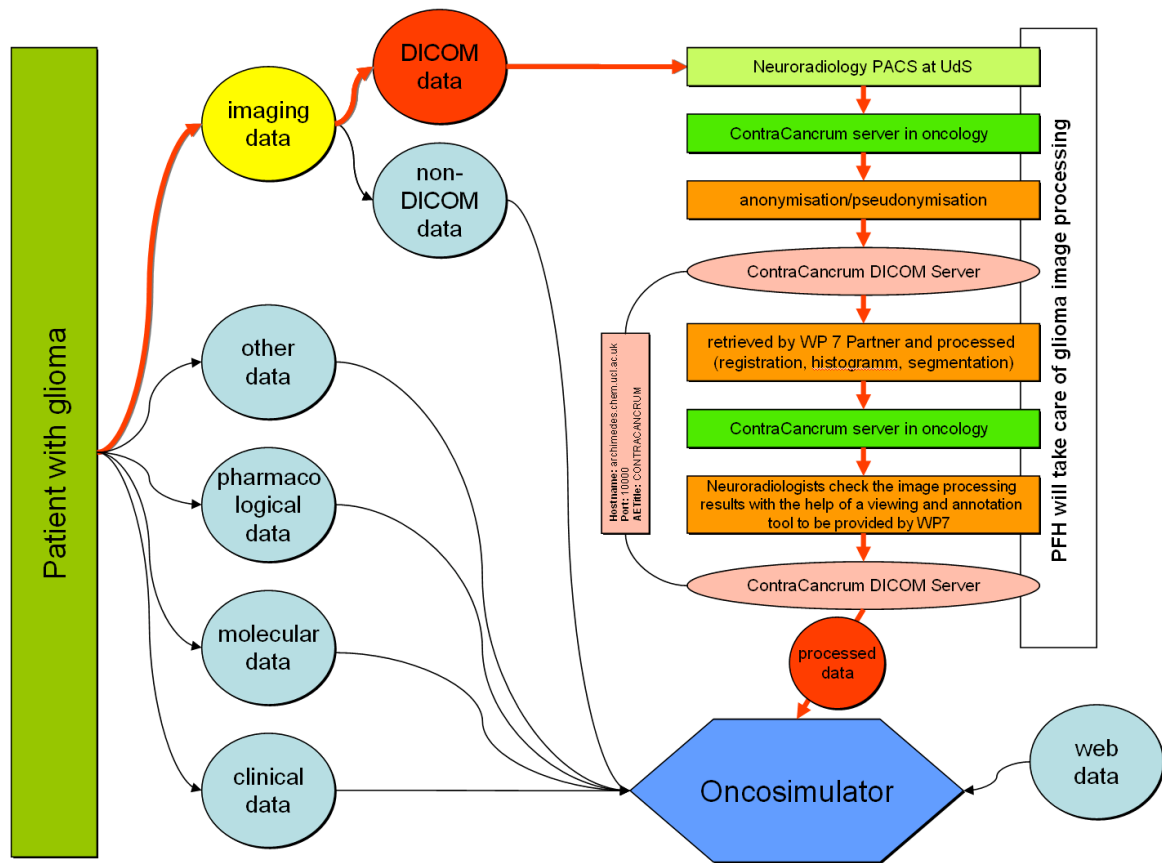 Patient with glioma
imaging
data
DICOM
data
non-
DICOM
data
other
data
pharmaco
logical
data
molecular
data
clinical
data
Neuroradiology PACS at UdS
ContraCancrum server in oncology
anonymisation/pseudonymisation
ContraCancrum DICOM Server
retrieved by WP 7 Partner and processed
(registration, histogramm, segmentation)
ContraCancrum server in oncology
Neuroradiologists check the image processing
results with the help of a viewing and annotation
tool to be provided by WP7
ContraCancrum DICOM Server
Hostname: archimedes.chem.ucl.ac.uk
Port: 10000
AETitle: CONTRACANCRUM
PFH will take care of glioma image processing
processed
data
Oncosimulator
web
data